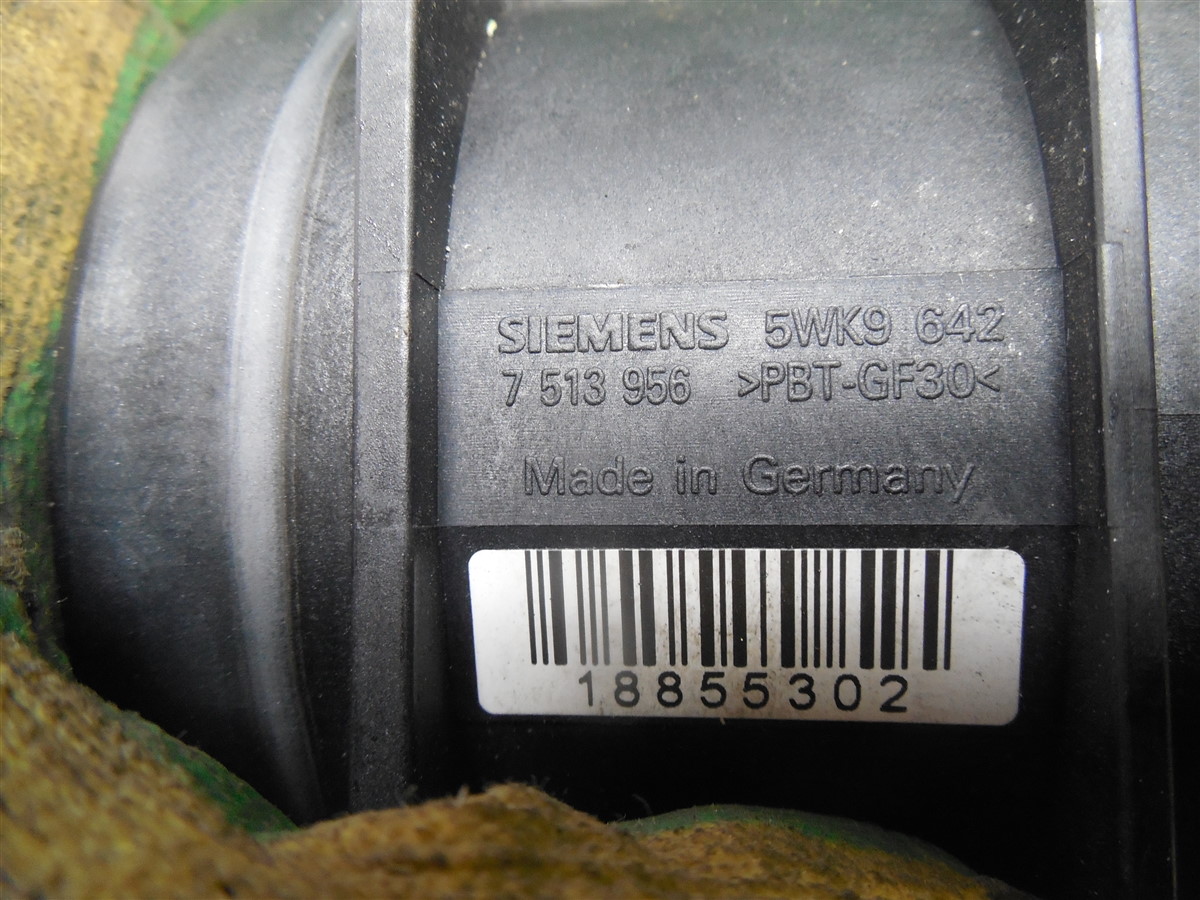 SIEMENS 5WK9 642
7 513 956 >PBT-GF30<
Made in Germany
18855302